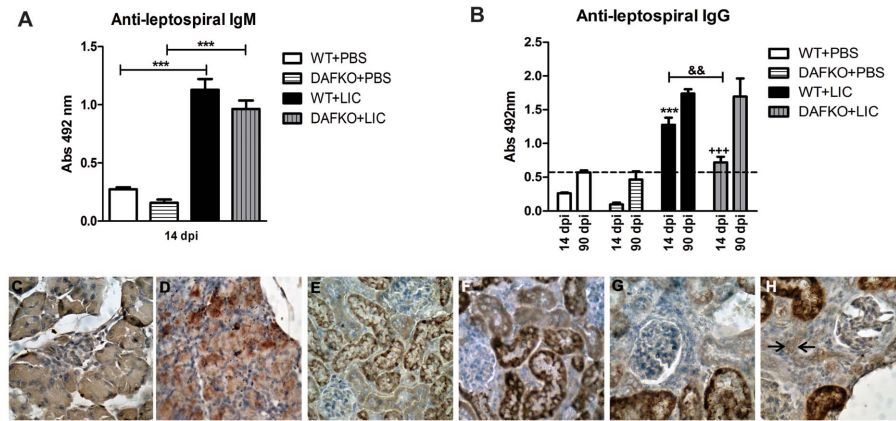 A
Anti-leptospiral IgM
Abs 492 nm
1.5
1.0
0.5
0.0
***
***
14 dpi
WT+PBS
DAFKO+PBS
WT+LIC
DAFKO+LIC
B
Anti-leptospiral IgG
Abs 492nm
2.5
2.0
1.5
1.0
0.5
0.0
&&
***
+++
14 dpi
90 dpi
14 dpi
90 dpi
14 dpi
90 dpi
14 dpi
90 dpi
WT+PBS
DAFKO+PBS
WT+LIC
DAFKO+LIC
C
D
E
F
G
H